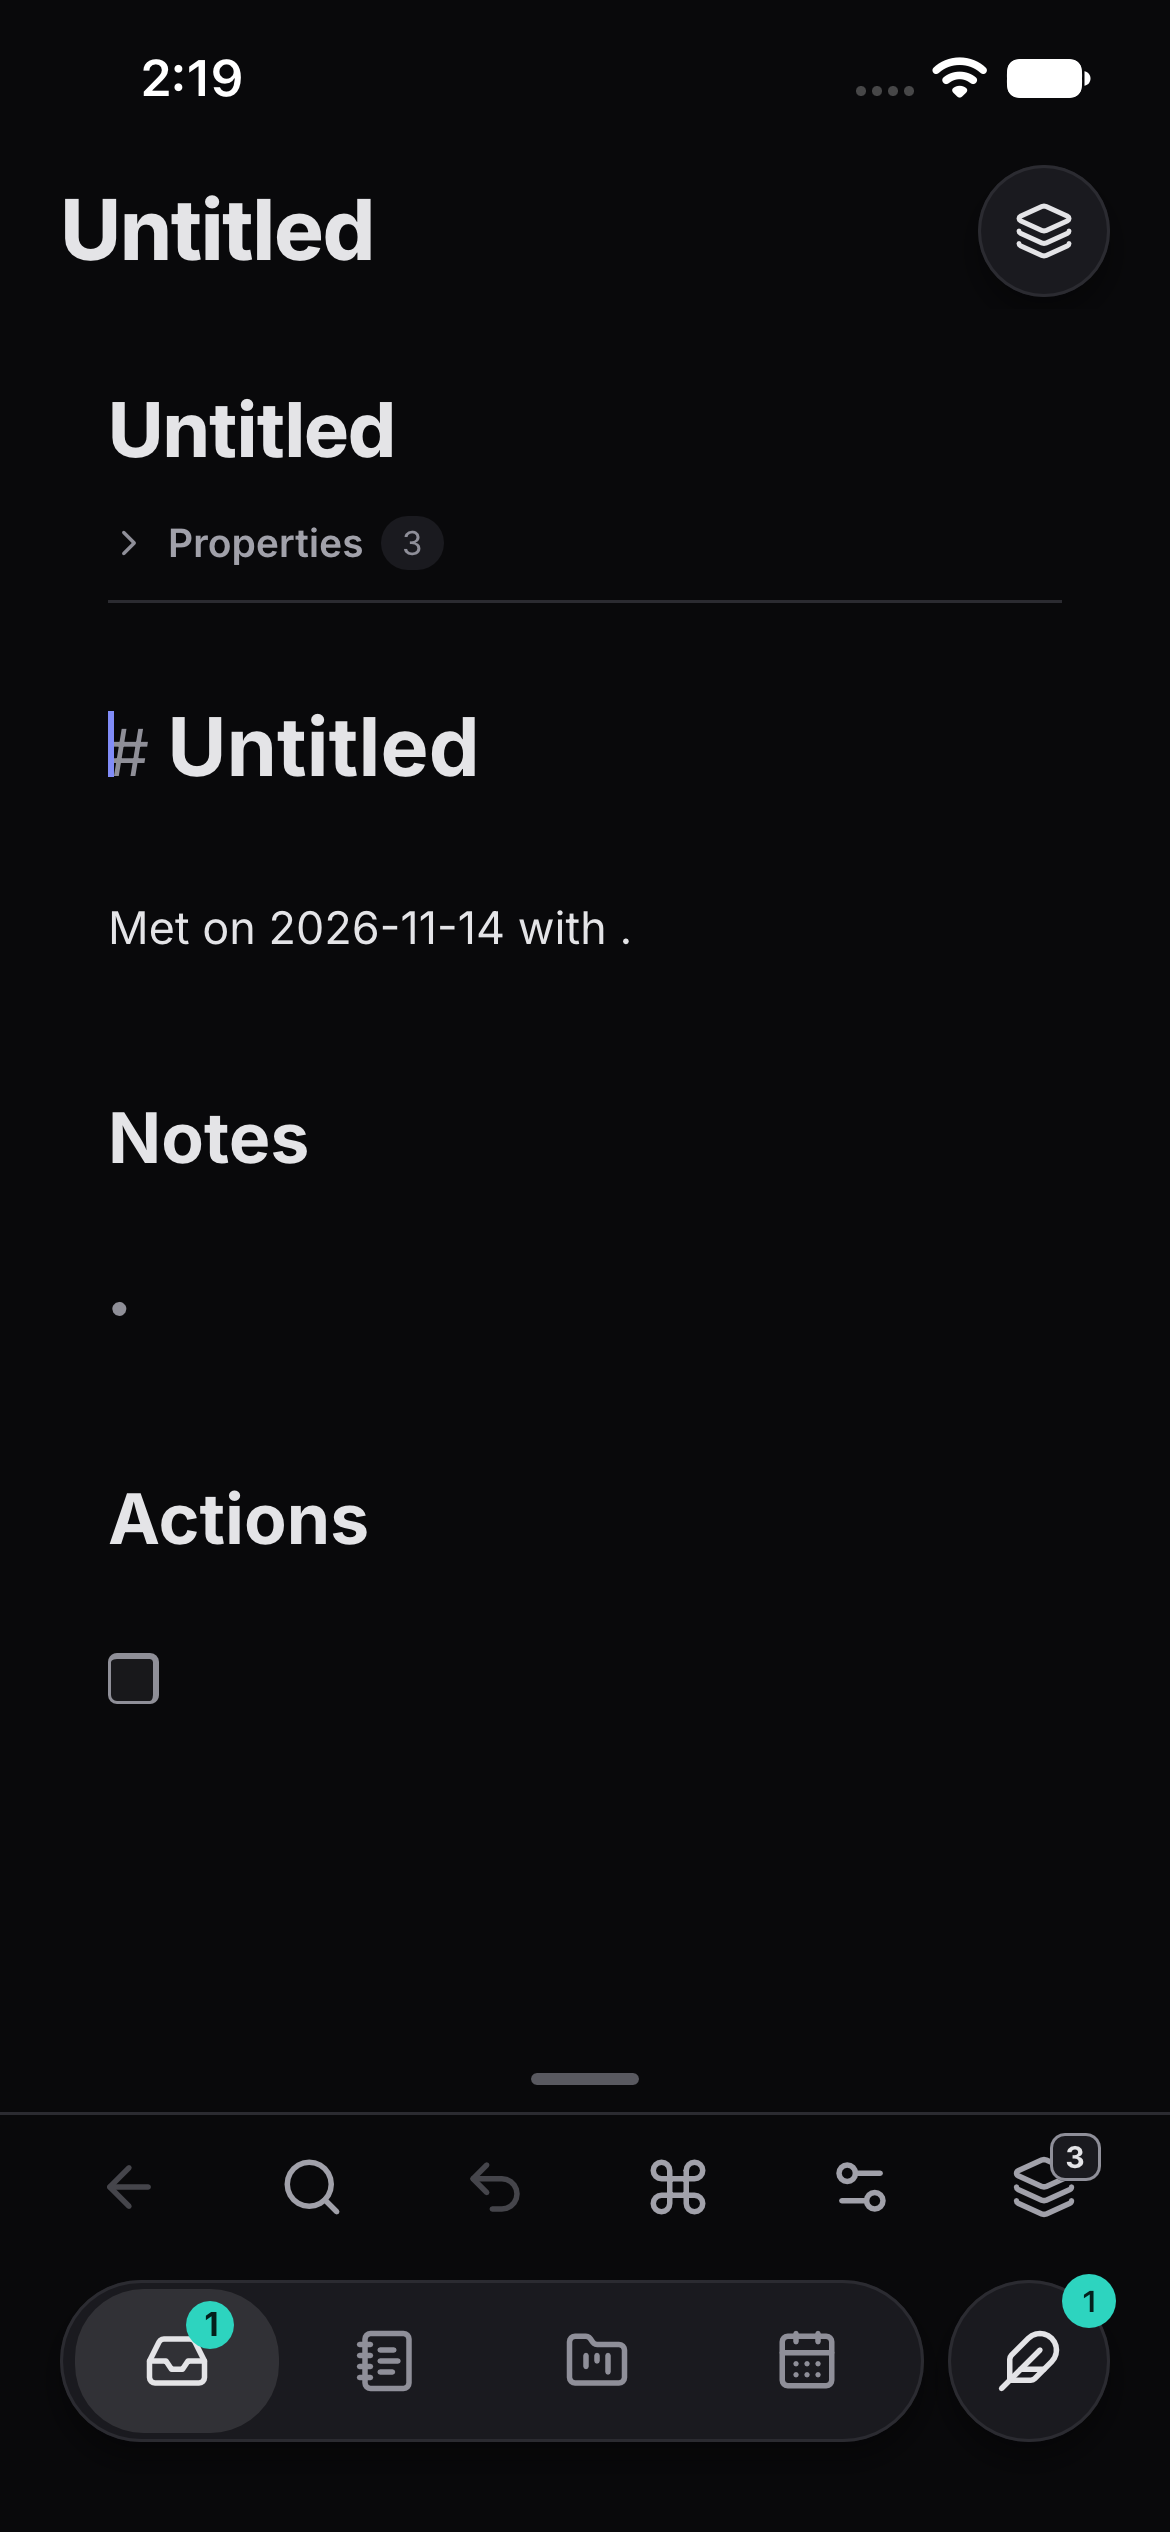 2:19
Untitled
Untitled
Properties 3
# Untitled
Met on 2026-11-14 with .
Notes
•
Actions
3
1
1